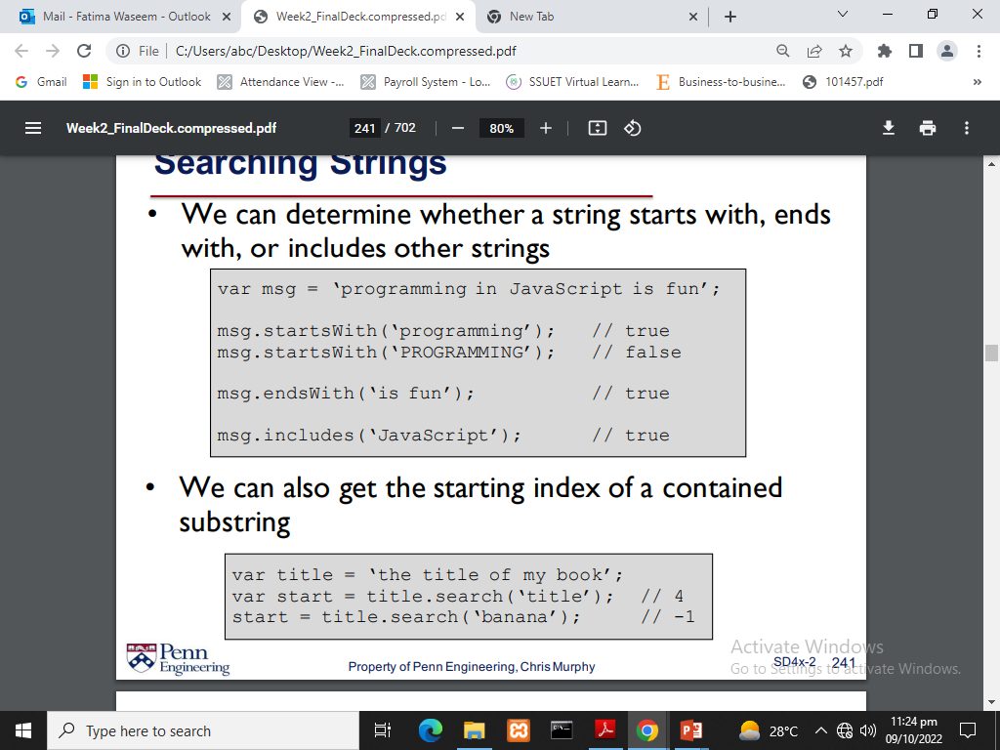 Mail - Fatima Waseem - Outlook
Week2_FinalDeck.compressed.pd
New Tab
File
C:/Users/abc/Desktop/Week2_FinalDeck.compressed.pdf
Gmail
Sign in to Outlook
Attendance View -...
Payroll System - Lo...
SSUET Virtual Learn...
Business-to-busine...
101457.pdf
»
Week2_FinalDeck.compressed.pdf
241 / 702
80%
Searching Strings
• We can determine whether a string starts with, ends
with, or includes other strings
var msg = ‘programming in JavaScript is fun’;
msg.startsWith(‘programming’); // true
msg.startsWith(‘PROGRAMMING’); // false
msg.endsWith(‘is fun’); // true
msg.includes(‘JavaScript’); // true
• We can also get the starting index of a contained
substring
var title = ‘the title of my book’;
var start = title.search(‘title’); // 4
start = title.search(‘banana’); // -1
Penn
Engineering
Property of Penn Engineering, Chris Murphy
SD4x-2 241
Activate Windows
Go to Settings to activate Windows.
Type here to search
28°C
11:24 pm
09/10/2022